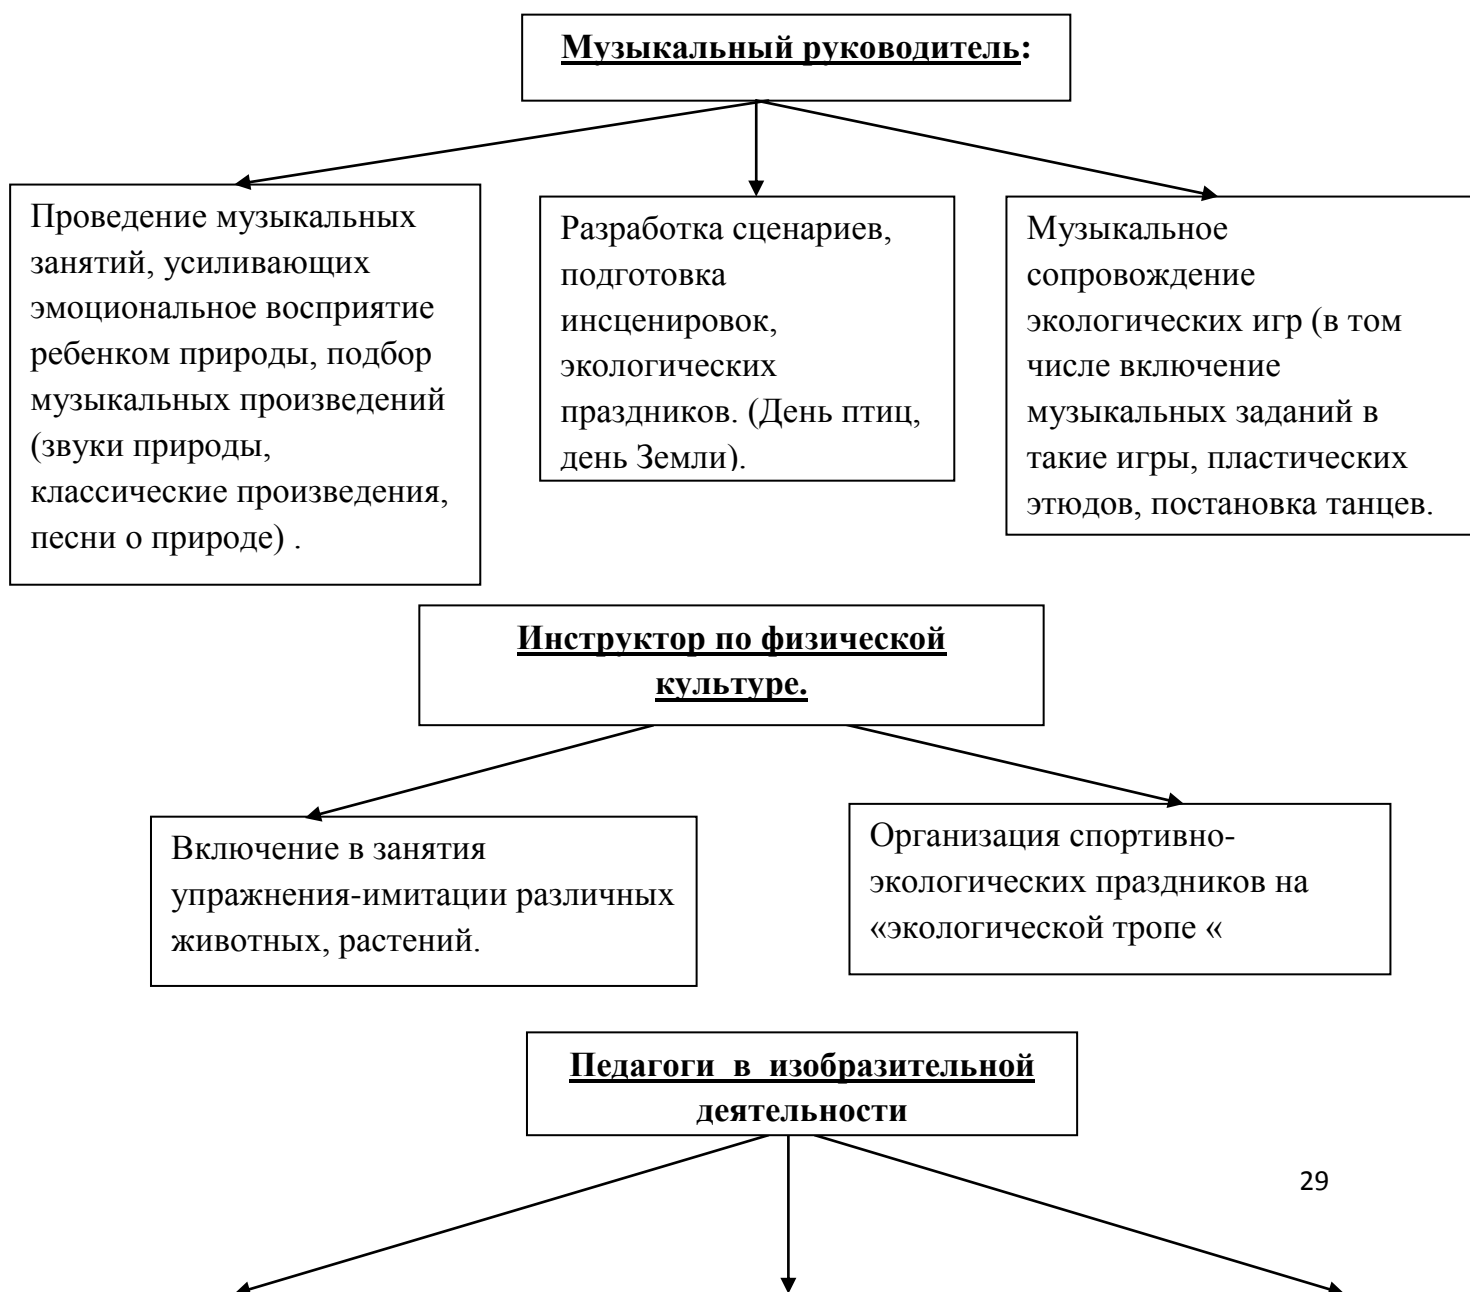 Музыкальный руководитель:
Проведение музыкальных
занятий, усиливающих
эмоциональное восприятие
ребенком природы, подбор
музыкальных произведений
(звуки природы,
классические произведения,
песни о природе) .
Разработка сценариев,
подготовка
инсценировок,
экологических
праздников. (День птиц,
день Земли).
Музыкальное
сопровождение
экологических игр (в том
числе включение
музыкальных заданий в
такие игры, пластических
этюдов, постановка танцев.
Инструктор по физической
культуре.
Включение в занятия
упражнения-имитации различных
животных, растений.
Организация спортивно-
экологических праздников на
«экологической тропе «
Педагоги в изобразительной
деятельности
29